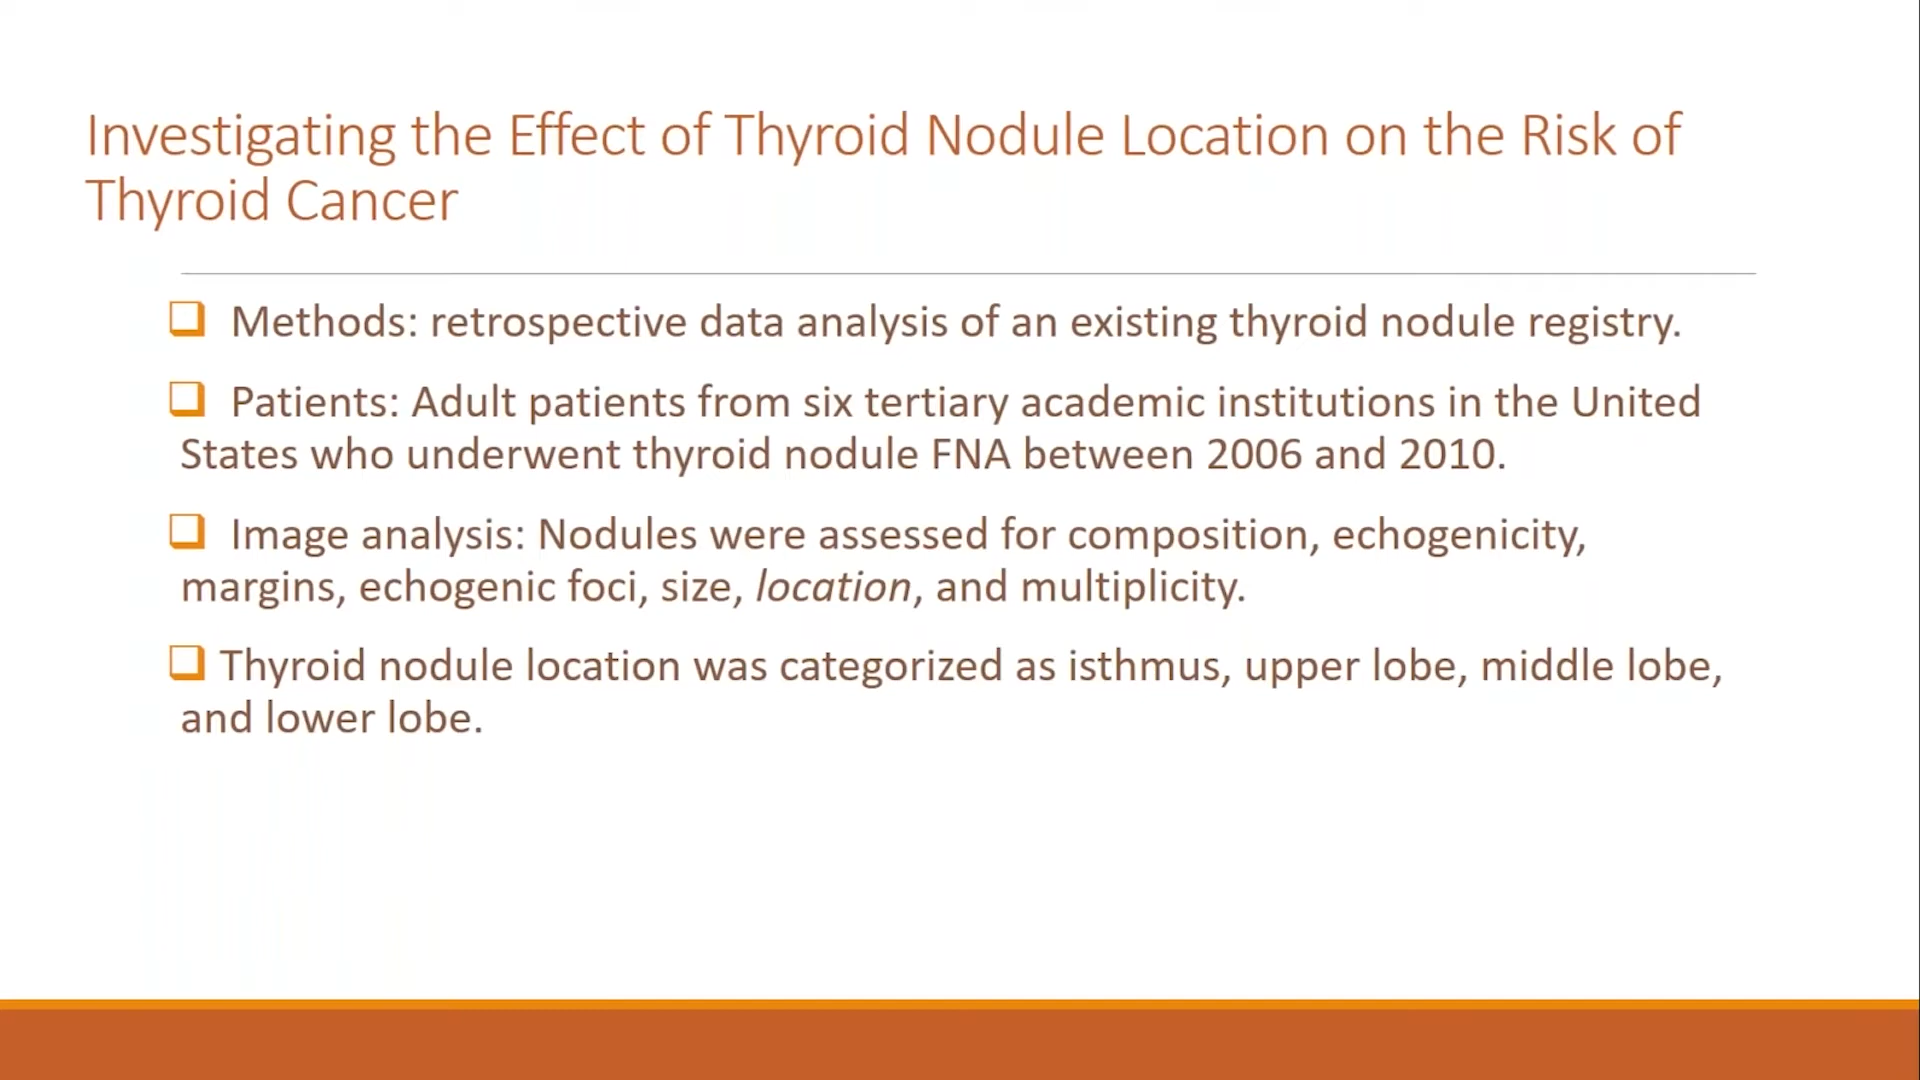 Investigating the Effect of Thyroid Nodule Location on the Risk of
Thyroid Cancer
Methods: retrospective data analysis of an existing thyroid nodule registry.
Patients: Adult patients from six tertiary academic institutions in the United
States who underwent thyroid nodule FNA between 2006 and 2010.
Image analysis: Nodules were assessed for composition, echogenicity,
margins, echogenic foci, size, location, and multiplicity.
Thyroid nodule location was categorized as isthmus, upper lobe, middle lobe,
and lower lobe.